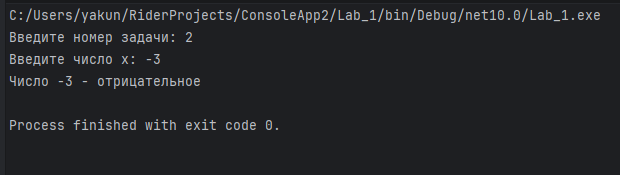 C:/Users/yakun/RiderProjects/ConsoleApp2/Lab_1/bin/Debug/net10.0/Lab_1.exe
Введите номер задачи: 2
Введите число x: -3
Число -3 - отрицательное
Process finished with exit code 0.